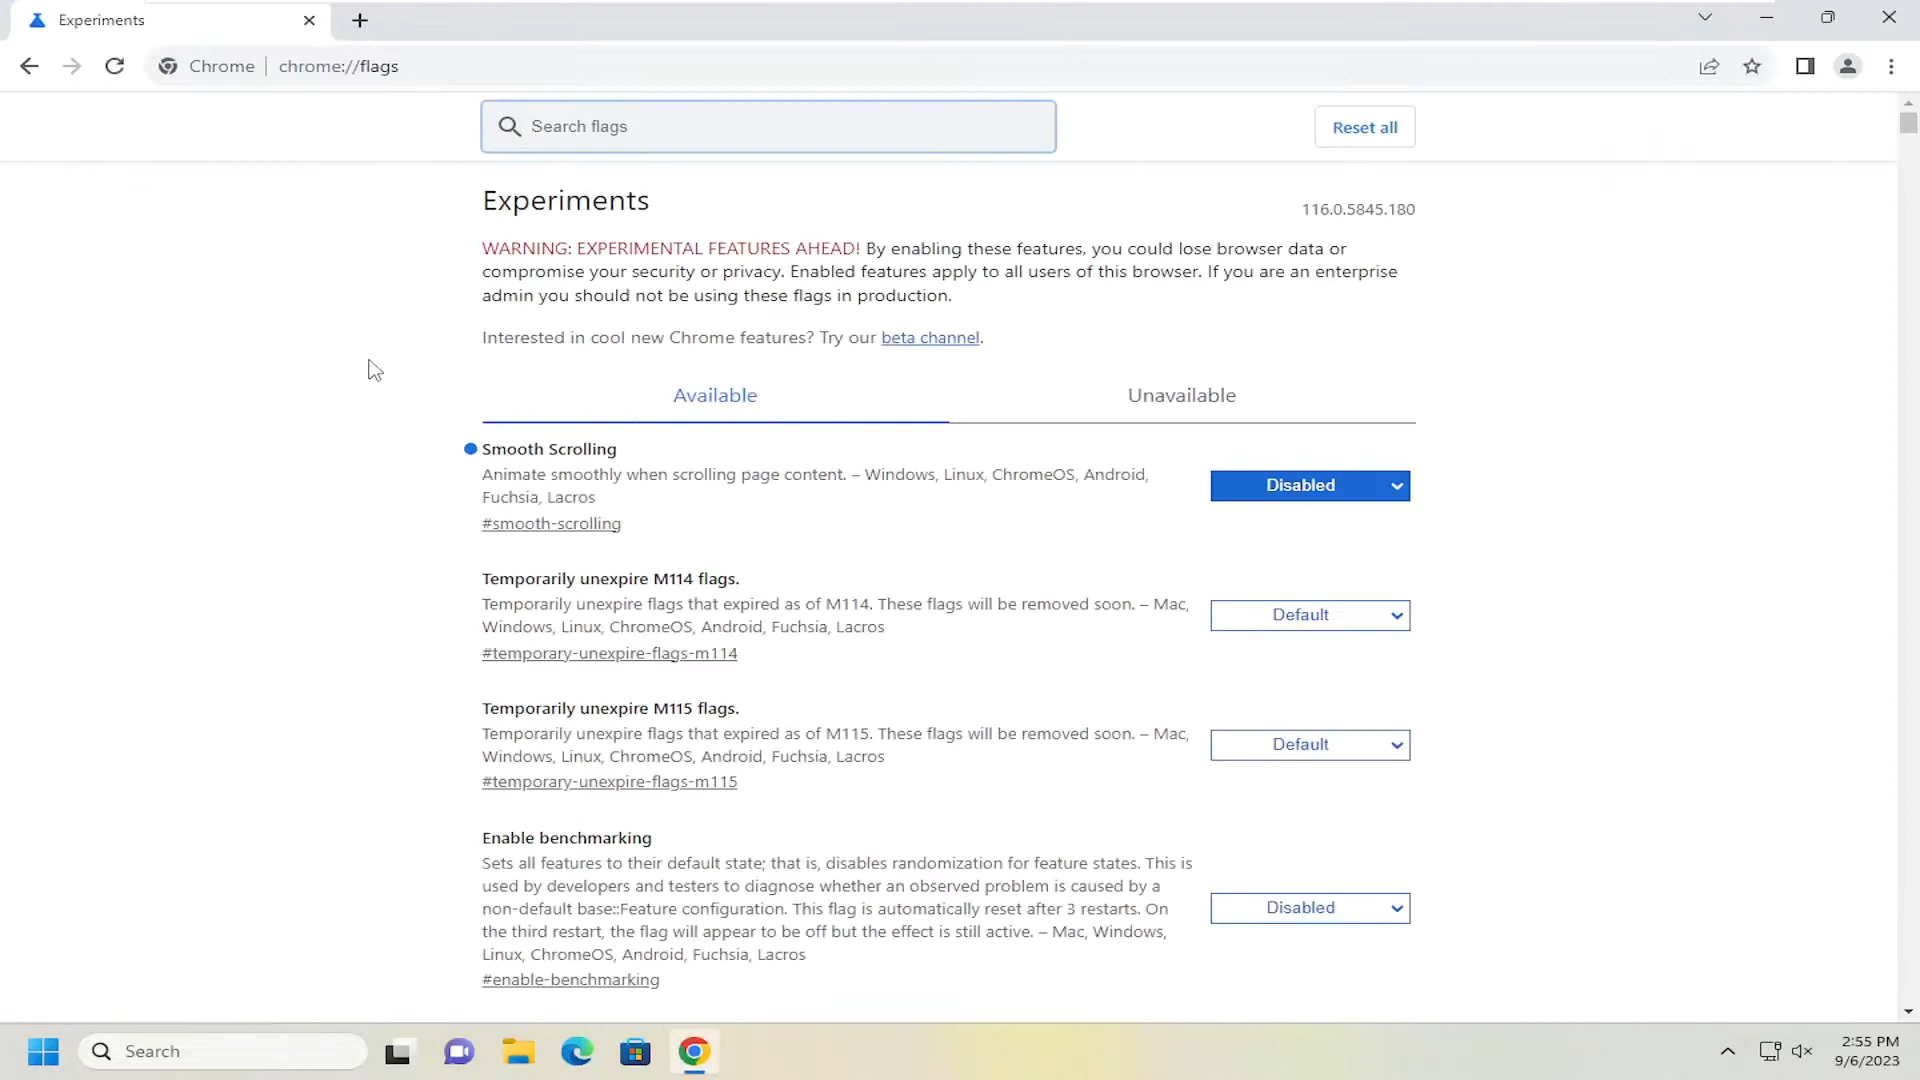 Experiments
Chrome
chrome://flags
Search flags
Reset all
Experiments
116.0.5845.180
WARNING: EXPERIMENTAL FEATURES AHEAD! By enabling these features, you could lose browser data or
compromise your security or privacy. Enabled features apply to all users of this browser. If you are an enterprise
admin you should not be using these flags in production.
Interested in cool new Chrome features? Try our beta channel.
Available
Unavailable
Smooth Scrolling
Animate smoothly when scrolling page content. – Windows, Linux, ChromeOS, Android,
Fuchsia, Lacros
#smooth-scrolling
Disabled
Temporarily unexpire M114 flags.
Temporarily unexpire flags that expired as of M114. These flags will be removed soon. – Mac,
Windows, Linux, ChromeOS, Android, Fuchsia, Lacros
#temporary-unexpire-flags-m114
Default
Temporarily unexpire M115 flags.
Temporarily unexpire flags that expired as of M115. These flags will be removed soon. – Mac,
Windows, Linux, ChromeOS, Android, Fuchsia, Lacros
#temporary-unexpire-flags-m115
Default
Enable benchmarking
Sets all features to their default state; that is, disables randomization for feature states. This is
used by developers and testers to diagnose whether an observed problem is caused by a
non-default base::Feature configuration. This flag is automatically reset after 3 restarts. On
the third restart, the flag will appear to be off but the effect is still active. – Mac, Windows,
Linux, ChromeOS, Android, Fuchsia, Lacros
#enable-benchmarking
Disabled
Search
2:55 PM
9/6/2023